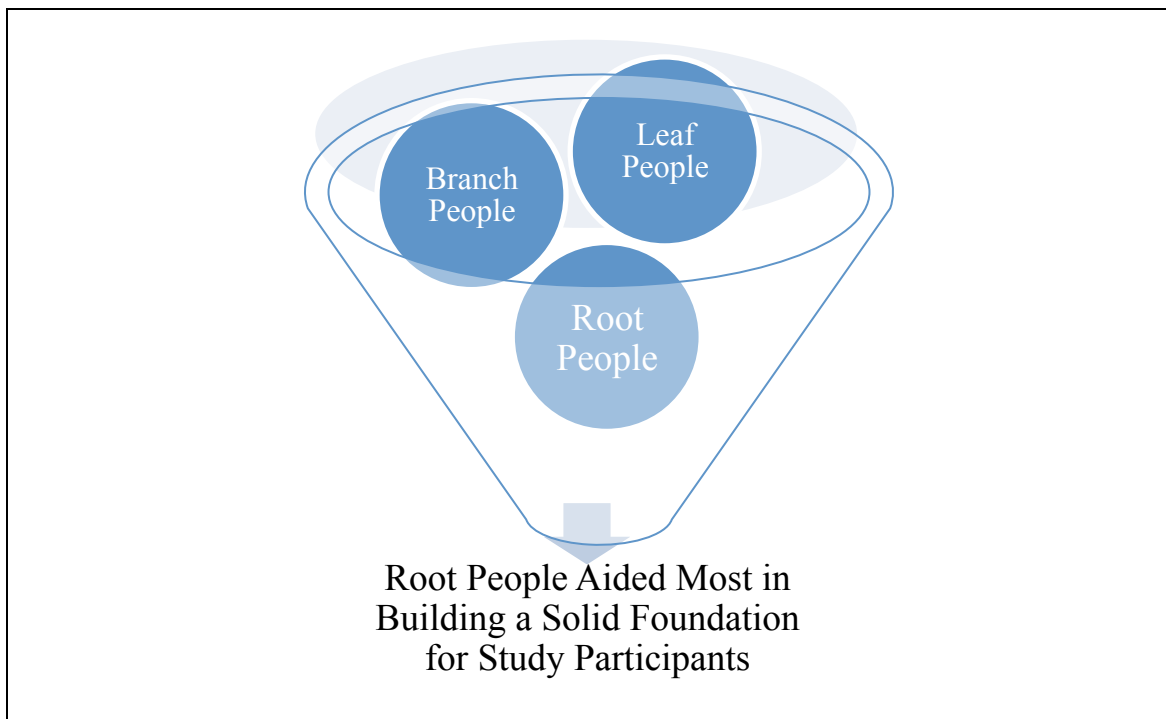 Leaf
People
Branch
People
Root
People
Root People Aided Most in
Building a Solid Foundation
for Study Participants